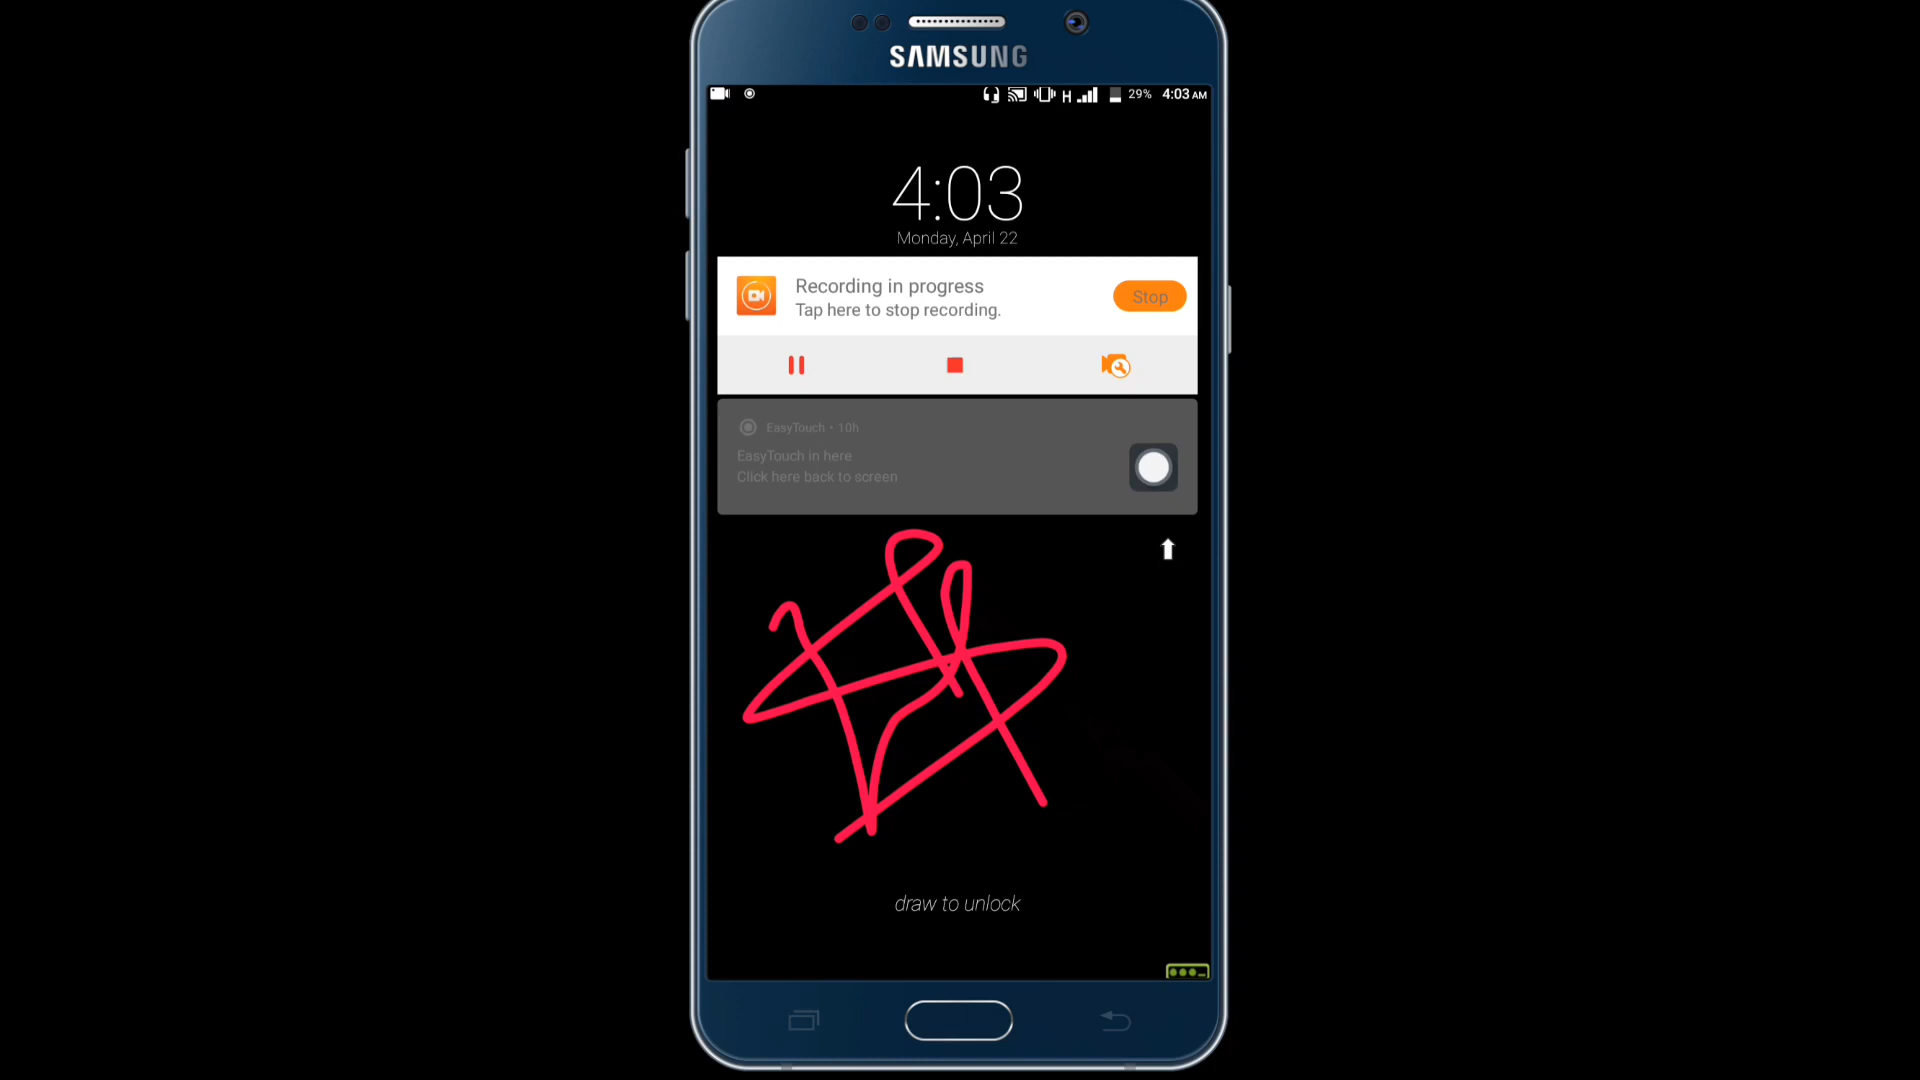 SAMSUNG
H 29% 4:03 AM
4:03
Monday, April 22
Recording in progress
Tap here to stop recording.
Stop
EasyTouch • 10h
EasyTouch in here
Click here back to screen
draw to unlock